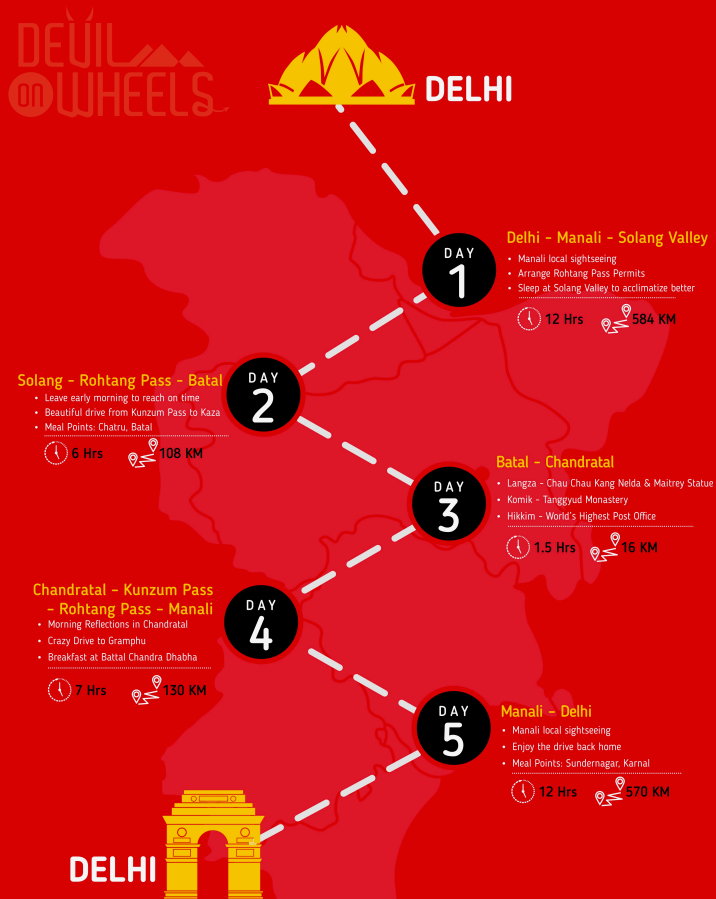 DEVIL
on WHEELS
DELHI
DAY
1
Delhi - Manali - Solang Valley
• Manali local sightseeing
• Arrange Rohtang Pass Permits
• Sleep at Solang Valley to acclimatize better
12 Hrs 584 KM
Solang - Rohtang Pass - Batal
• Leave early morning to reach on time
• Beautiful drive from Kunzum Pass to Kaza
• Meal Points: Chatru, Batal
6 Hrs 108 KM
DAY
2
Batal - Chandratal
• Langza - Chau Chau Kang Nelda & Maitrey Statue
• Komik - Tanggyud Monastery
• Hikkim - World's Highest Post Office
1.5 Hrs 16 KM
DAY
3
Chandratal - Kunzum Pass
- Rohtang Pass - Manali
• Morning Reflections in Chandratal
• Crazy Drive to Gramphu
• Breakfast at Battal Chandra Dhabha
7 Hrs 130 KM
DAY
4
Manali - Delhi
• Manali local sightseeing
• Enjoy the drive back home
• Meal Points: Sundernagar, Karnal
12 Hrs 570 KM
DAY
5
DELHI